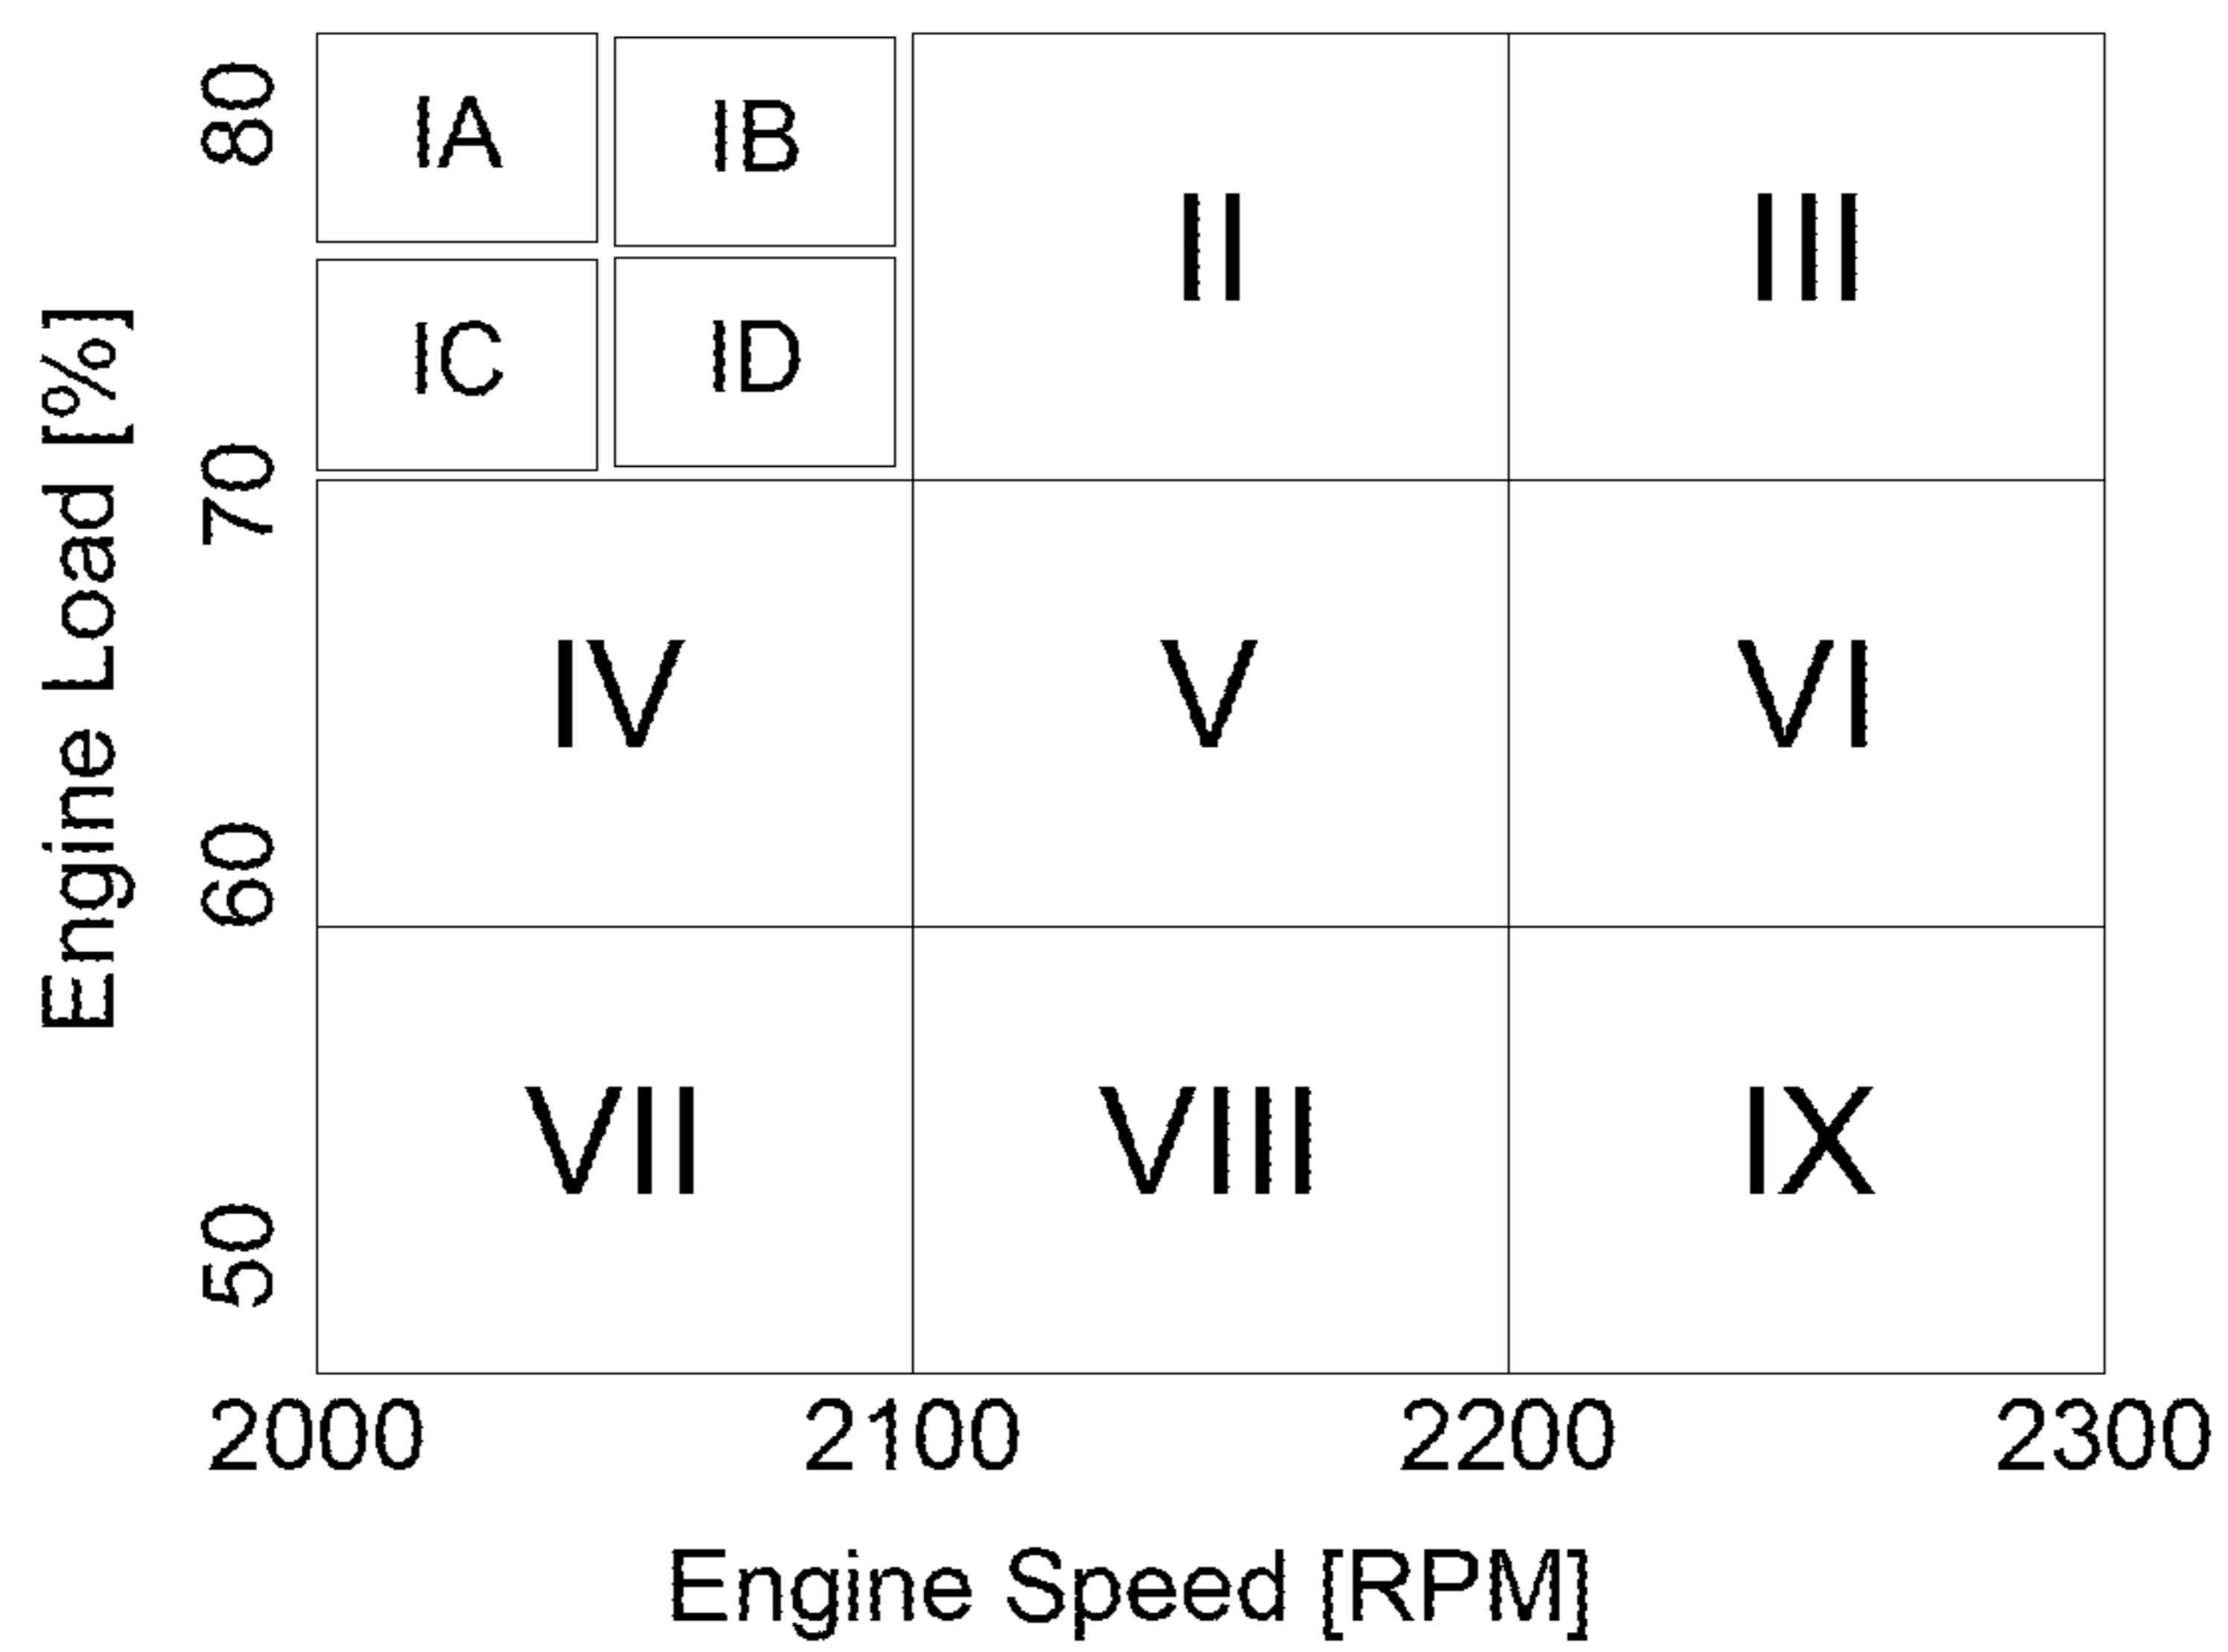 80
IA
IB
II
III
IC
ID
Engine Load [%]
70
IV
V
VI
60
VII
VIII
IX
50
2000
2100
2200
2300
Engine Speed [RPM]